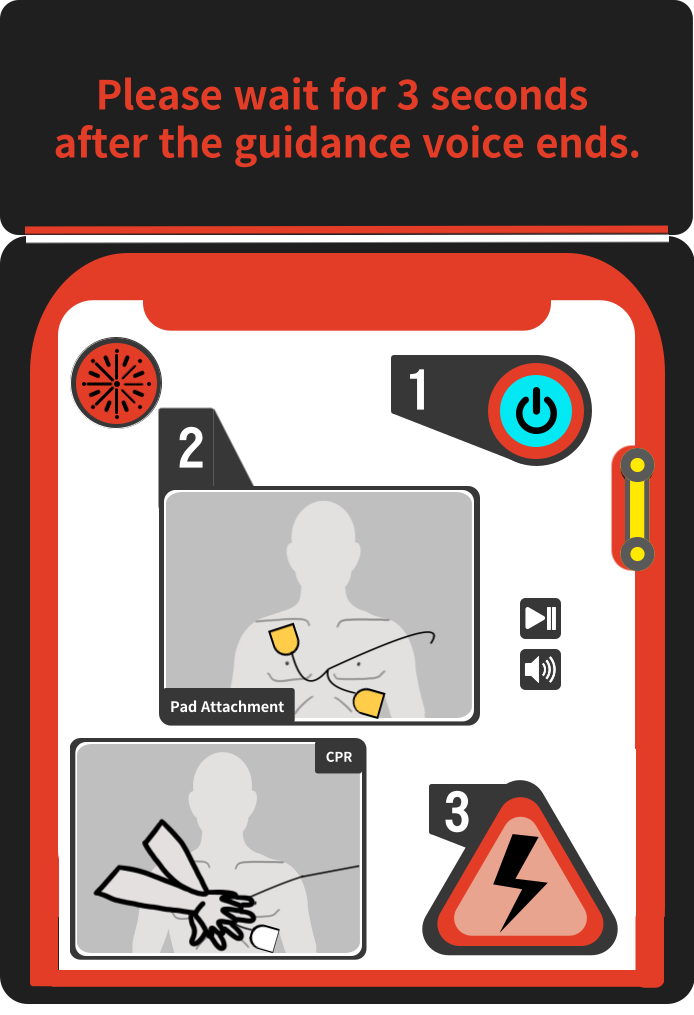 Please wait for 3 seconds
after the guidance voice ends.
1
2
Pad Attachment
CPR
3